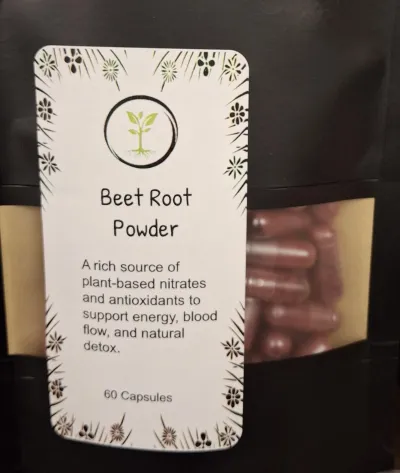 Beet Root
Powder
A rich source of
plant-based nitrates
and antioxidants to
support energy, blood
flow, and natural
detox.
60 Capsules